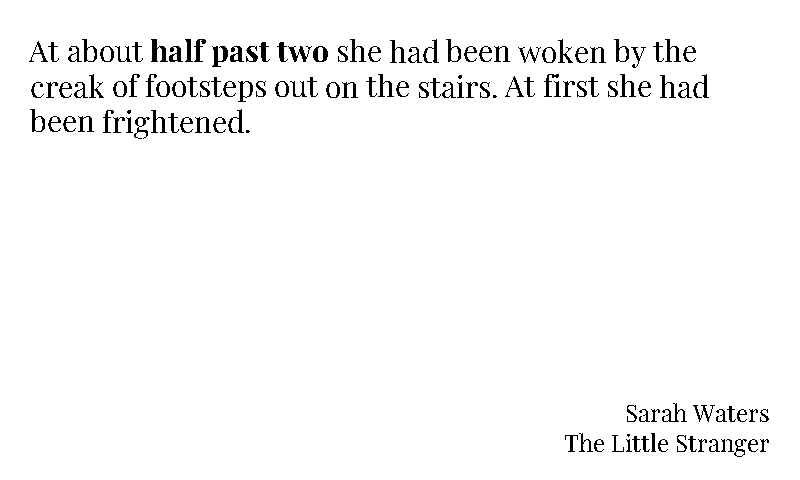 At about half past two she had been woken by the
creak of footsteps out on the stairs. At first she had
been frightened.
Sarah Waters
The Little Stranger